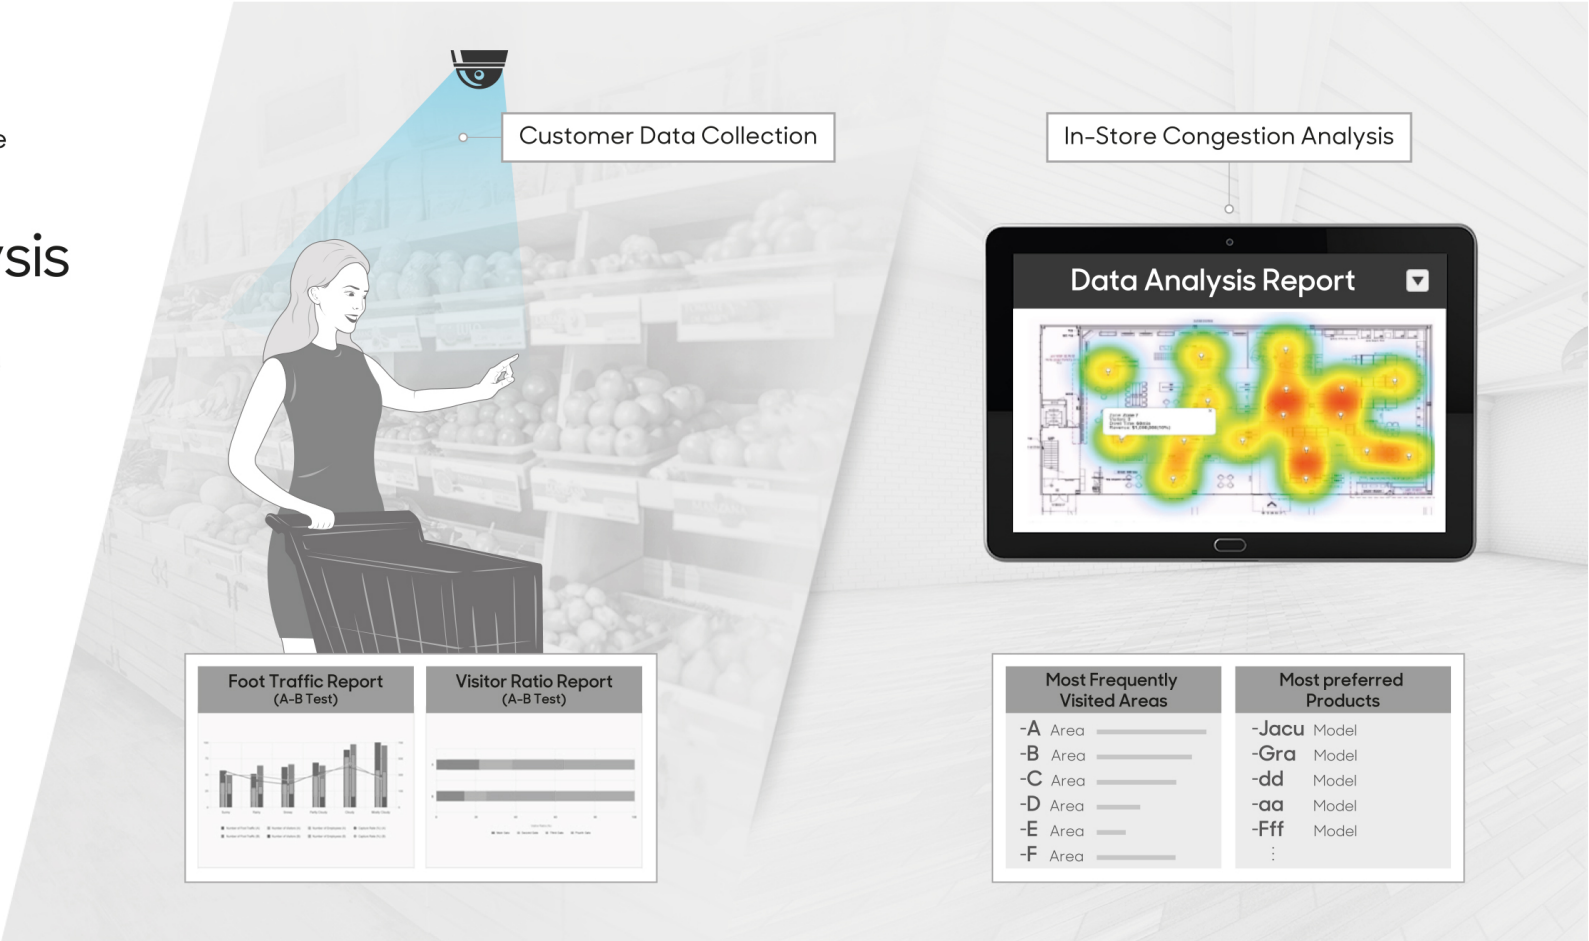 e
sis
Customer Data Collection
In-Store Congestion Analysis
Data Analysis Report
Foot Traffic Report
(A-B Test)
Visitor Ratio Report
(A-B Test)
Most Frequently
Visited Areas
-A Area
-B Area
-C Area
-D Area
-E Area
-F Area
Most preferred
Products
-Jacu Model
-Gra Model
-dd Model
-aa Model
-Fff Model